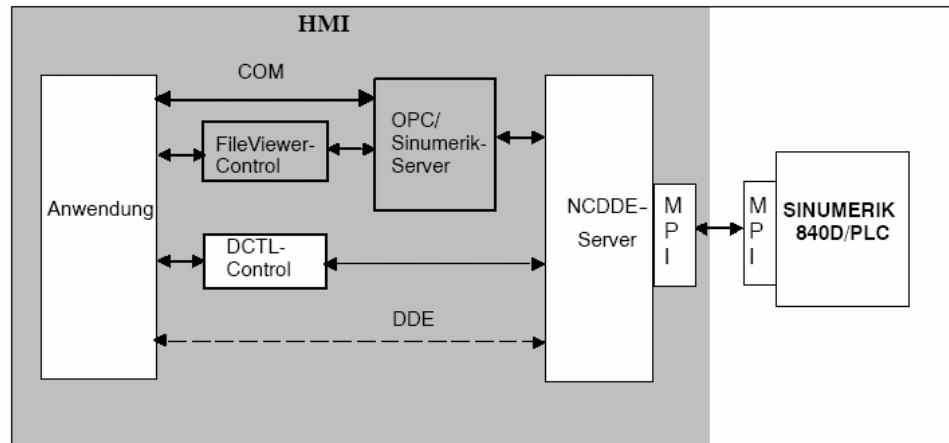 HMI
COM
OPC/
Sinumerik-
Server
FileViewer-
Control
Anwendung
NCDDE-
Server
M
P
I
M
P
I
SINUMERIK
840D/PLC
DCTL-
Control
DDE